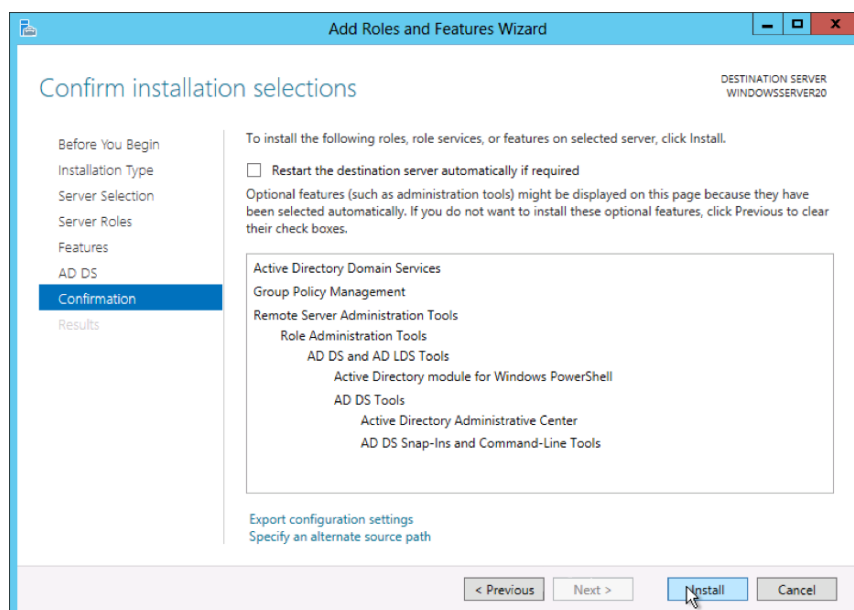 Add Roles and Features Wizard
Confirm installation selections
DESTINATION SERVER
WINDOWSSERVER20
Before You Begin
Installation Type
Server Selection
Server Roles
Features
AD DS
Confirmation
Results
To install the following roles, role services, or features on selected server, click Install.
Restart the destination server automatically if required
Optional features (such as administration tools) might be displayed on this page because they have
been selected automatically. If you do not want to install these optional features, click Previous to clear
their check boxes.
Active Directory Domain Services
Group Policy Management
Remote Server Administration Tools
Role Administration Tools
AD DS and AD LDS Tools
Active Directory module for Windows PowerShell
AD DS Tools
Active Directory Administrative Center
AD DS Snap-Ins and Command-Line Tools
Export configuration settings
Specify an alternate source path
< Previous
Next >
Install
Cancel